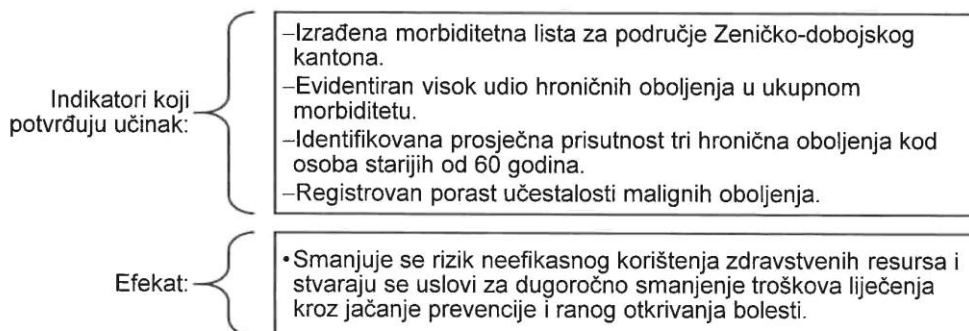 Indikatori koji
potvrđuju učinak:
–Izrađena morbiditetna lista za područje Zeničko-dobojskog
kantona.
–Evidentiran visok udio hroničnih oboljenja u ukupnom
morbiditetu.
–Identifikovana prosječna prisutnost tri hronična oboljenja kod
osoba starijih od 60 godina.
–Registrovan porast učestalosti malignih oboljenja.
Efekat:
•Smanjuje se rizik neefikasnog korištenja zdravstvenih resursa i
stvaraju se uslovi za dugoročno smanjenje troškova liječenja
kroz jačanje prevencije i ranog otkrivanja bolesti.